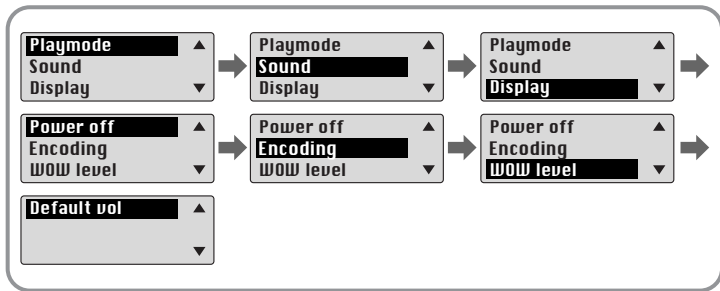 Playmode
Sound
Display
Playmode
Sound
Display
Playmode
Sound
Display
Power off
Encoding
WOW level
Power off
Encoding
WOW level
Power off
Encoding
WOW level
Default vol